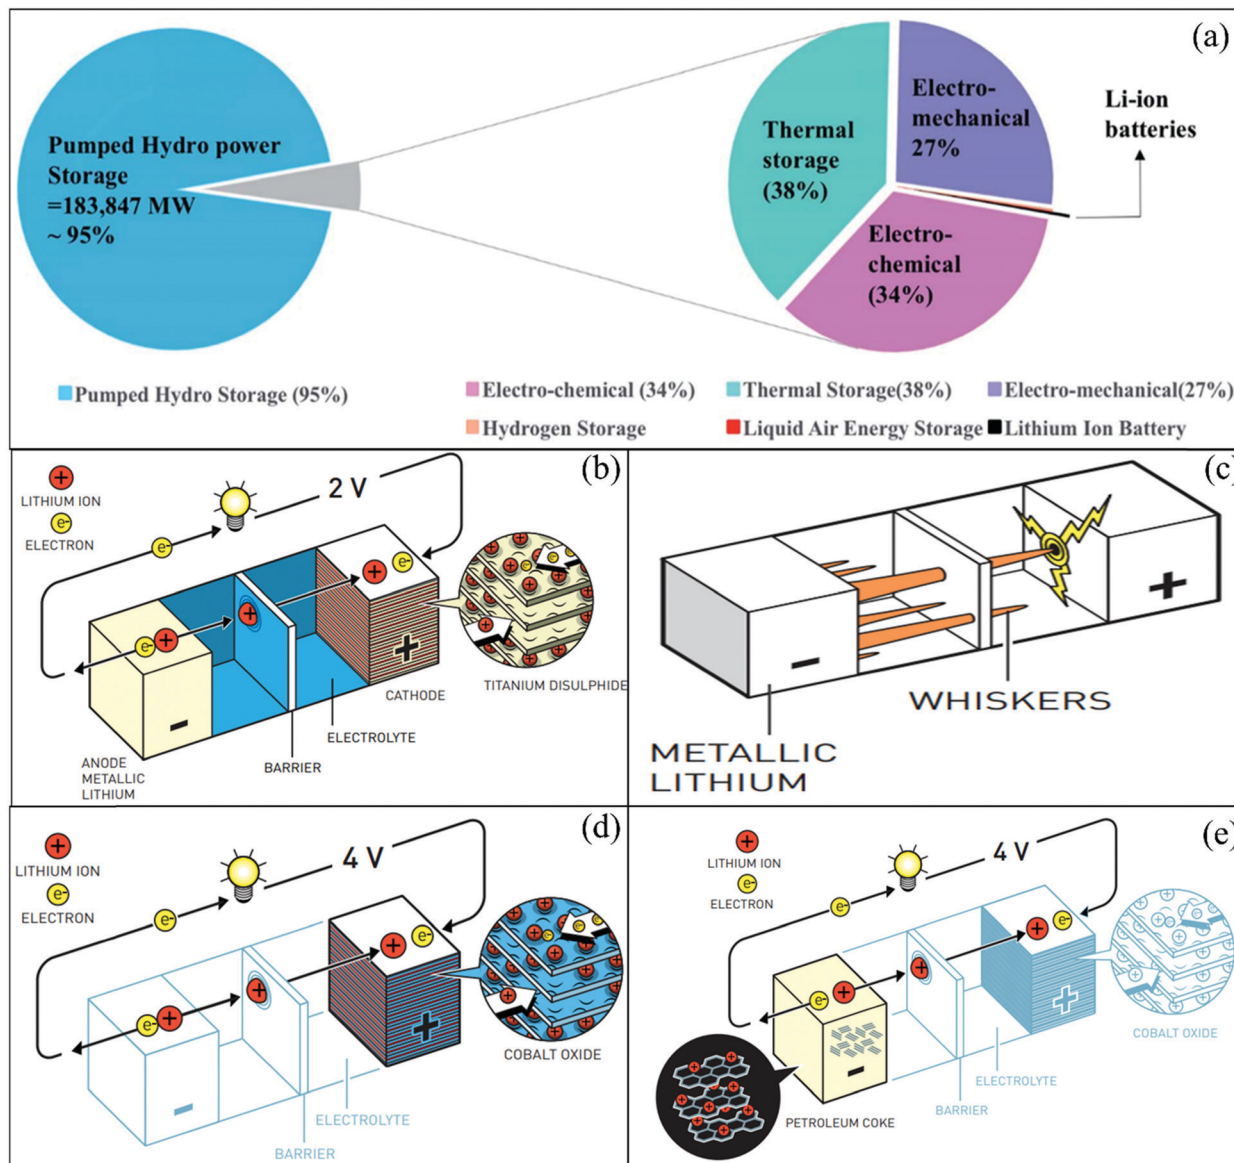 (a)
Pumped Hydro power
Storage
=183,847 MW
~ 95%
Thermal
storage
(38%)
Electro-
mechanical
27%
Electro-
chemical
(34%)
Li-ion
batteries
Pumped Hydro Storage (95%)
Electro-chemical (34%)
Thermal Storage(38%)
Electro-mechanical(27%)
Hydrogen Storage
Liquid Air Energy Storage
Lithium Ion Battery
(b)
+
LITHIUM ION
e-
ELECTRON
2 V
e-
e-
+
+
+
e-
+
-
TITANIUM DISULPHIDE
CATHODE
ELECTROLYTE
BARRIER
ANODE
METALLIC
LITHIUM
(c)
+
-
WHISKERS
METALLIC
LITHIUM
(d)
+
LITHIUM ION
e-
ELECTRON
4 V
e-
e-
+
+
+
e-
+
-
COBALT OXIDE
ELECTROLYTE
BARRIER
(e)
+
LITHIUM ION
e-
ELECTRON
4 V
e-
e-
+
+
+
e-
+
-
COBALT OXIDE
ELECTROLYTE
BARRIER
PETROLEUM COKE